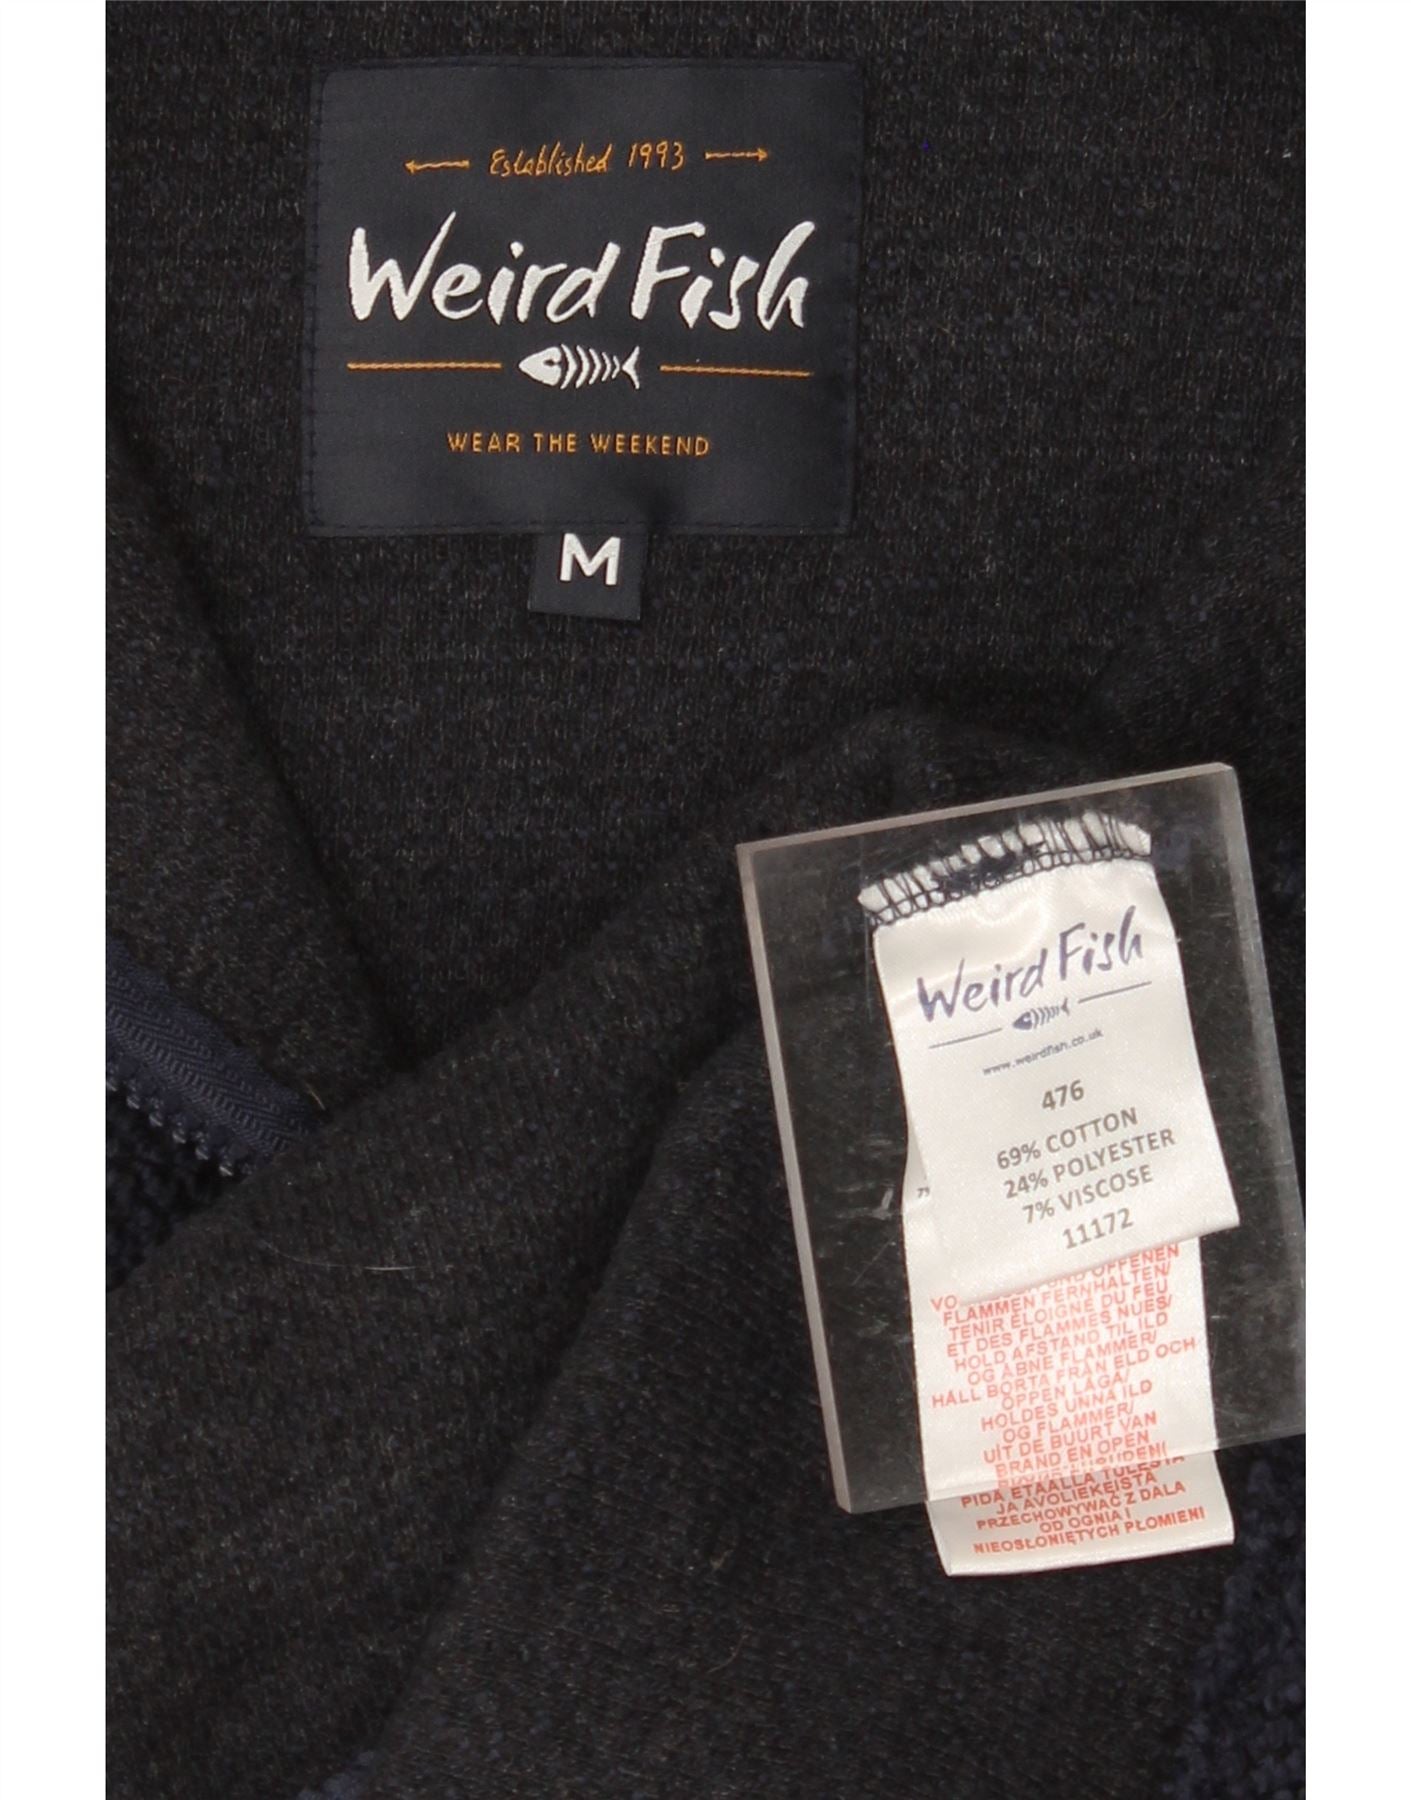 Established 1993
Weird Fish
WEAR THE WEEKEND
M
Weird Fish
www.weirdfish.co.uk
476
69% COTTON
24% POLYESTER
7% VISCOSE
11172
OFFENEN
FLAMMEN FERNHALTEN/
TENIR ÉLOIGNÉ DU FEU
ET DES FLAMMES NUES/
HOLD AFSTAND TIL ILD
OG ÅBNE FLAMMER/
HÅLL BORTA FRÅN ELD OCH
ÖPPEN LÅGA/
HOLDES UNNA ILD
OG FLAMMER/
UIT DE BUURT VAN
BRAND EN OPEN
PIDÄ ETÄÄLLÄ TULESTA
JA AVOLIEKEISTÄ
PRZECHOWYWAĆ Z DALA
OD OGNIA I
NIEOSŁONIĘTYCH PŁOMIENI